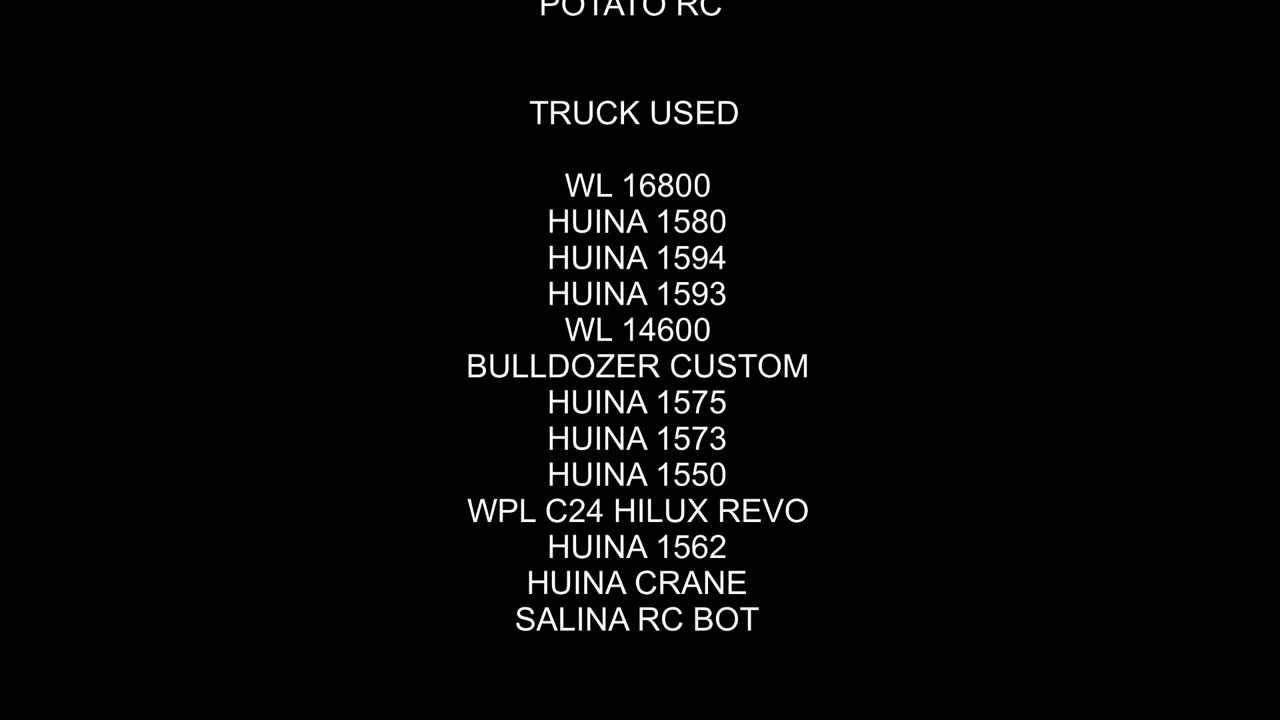 POTATO RC
TRUCK USED
WL 16800
HUINA 1580
HUINA 1594
HUINA 1593
WL 14600
BULLDOZER CUSTOM
HUINA 1575
HUINA 1573
HUINA 1550
WPL C24 HILUX REVO
HUINA 1562
HUINA CRANE
SALINA RC BOT